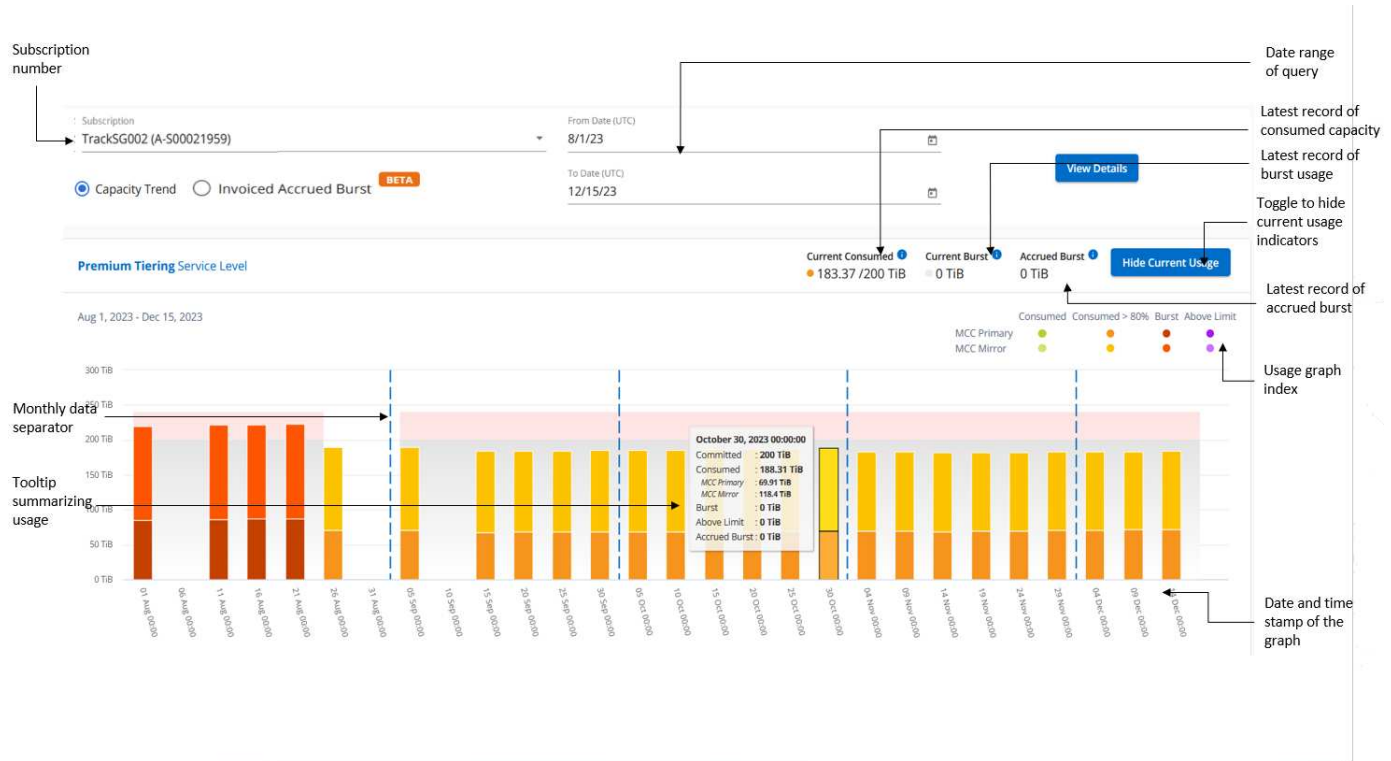 Subscription
number
Date range
of query
Latest record of
consumed capacity
Latest record of
burst usage
Toggle to hide
current usage
indicators
Latest record of
accrued burst
Usage graph
index
Monthly data
separator
Tooltip
summarizing
usage
Date and time
stamp of the
graph
Subscription
TrackSG002 (A-S00021959)
From Date (UTC)
8/1/23
To Date (UTC)
12/15/23
Capacity Trend
Invoiced Accrued Burst
BETA
View Details
Premium Tiering Service Level
Current Consumed
183.37 /200 TiB
Current Burst
0 TiB
Accrued Burst
0 TiB
Hide Current Usage
Aug 1, 2023 - Dec 15, 2023
Consumed Consumed > 80% Burst Above Limit
MCC Primary
MCC Mirror
300 TiB
250 TiB
200 TiB
150 TiB
100 TiB
50 TiB
0 TiB
October 30, 2023 00:00:00
Committed : 200 TiB
Consumed : 188.31 TiB
MCC Primary : 69.91 TiB
MCC Mirror : 118.4 TiB
Burst : 0 TiB
Above Limit : 0 TiB
Accrued Burst : 0 TiB
01 Aug 00:00
06 Aug 00:00
11 Aug 00:00
16 Aug 00:00
21 Aug 00:00
26 Aug 00:00
31 Aug 00:00
05 Sep 00:00
10 Sep 00:00
15 Sep 00:00
20 Sep 00:00
25 Sep 00:00
30 Sep 00:00
05 Oct 00:00
10 Oct 00:00
15 Oct 00:00
20 Oct 00:00
25 Oct 00:00
30 Oct 00:00
04 Nov 00:00
09 Nov 00:00
14 Nov 00:00
19 Nov 00:00
24 Nov 00:00
29 Nov 00:00
04 Dec 00:00
09 Dec 00:00
Dec 00:00